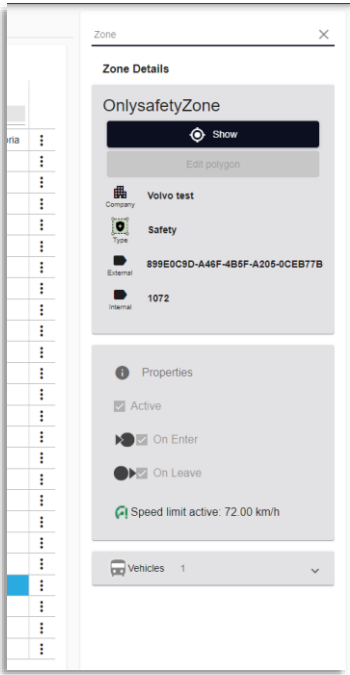 Zone
Zone Details
OnlysafetyZone
Show
Edit polygon
oria
Company
Volvo test
Type
Safety
External
899E0C9D-A46F-4B5F-A205-0CEB77B
Internal
1072
Properties
Active
On Enter
On Leave
Speed limit active: 72.00 km/h
Vehicles 1